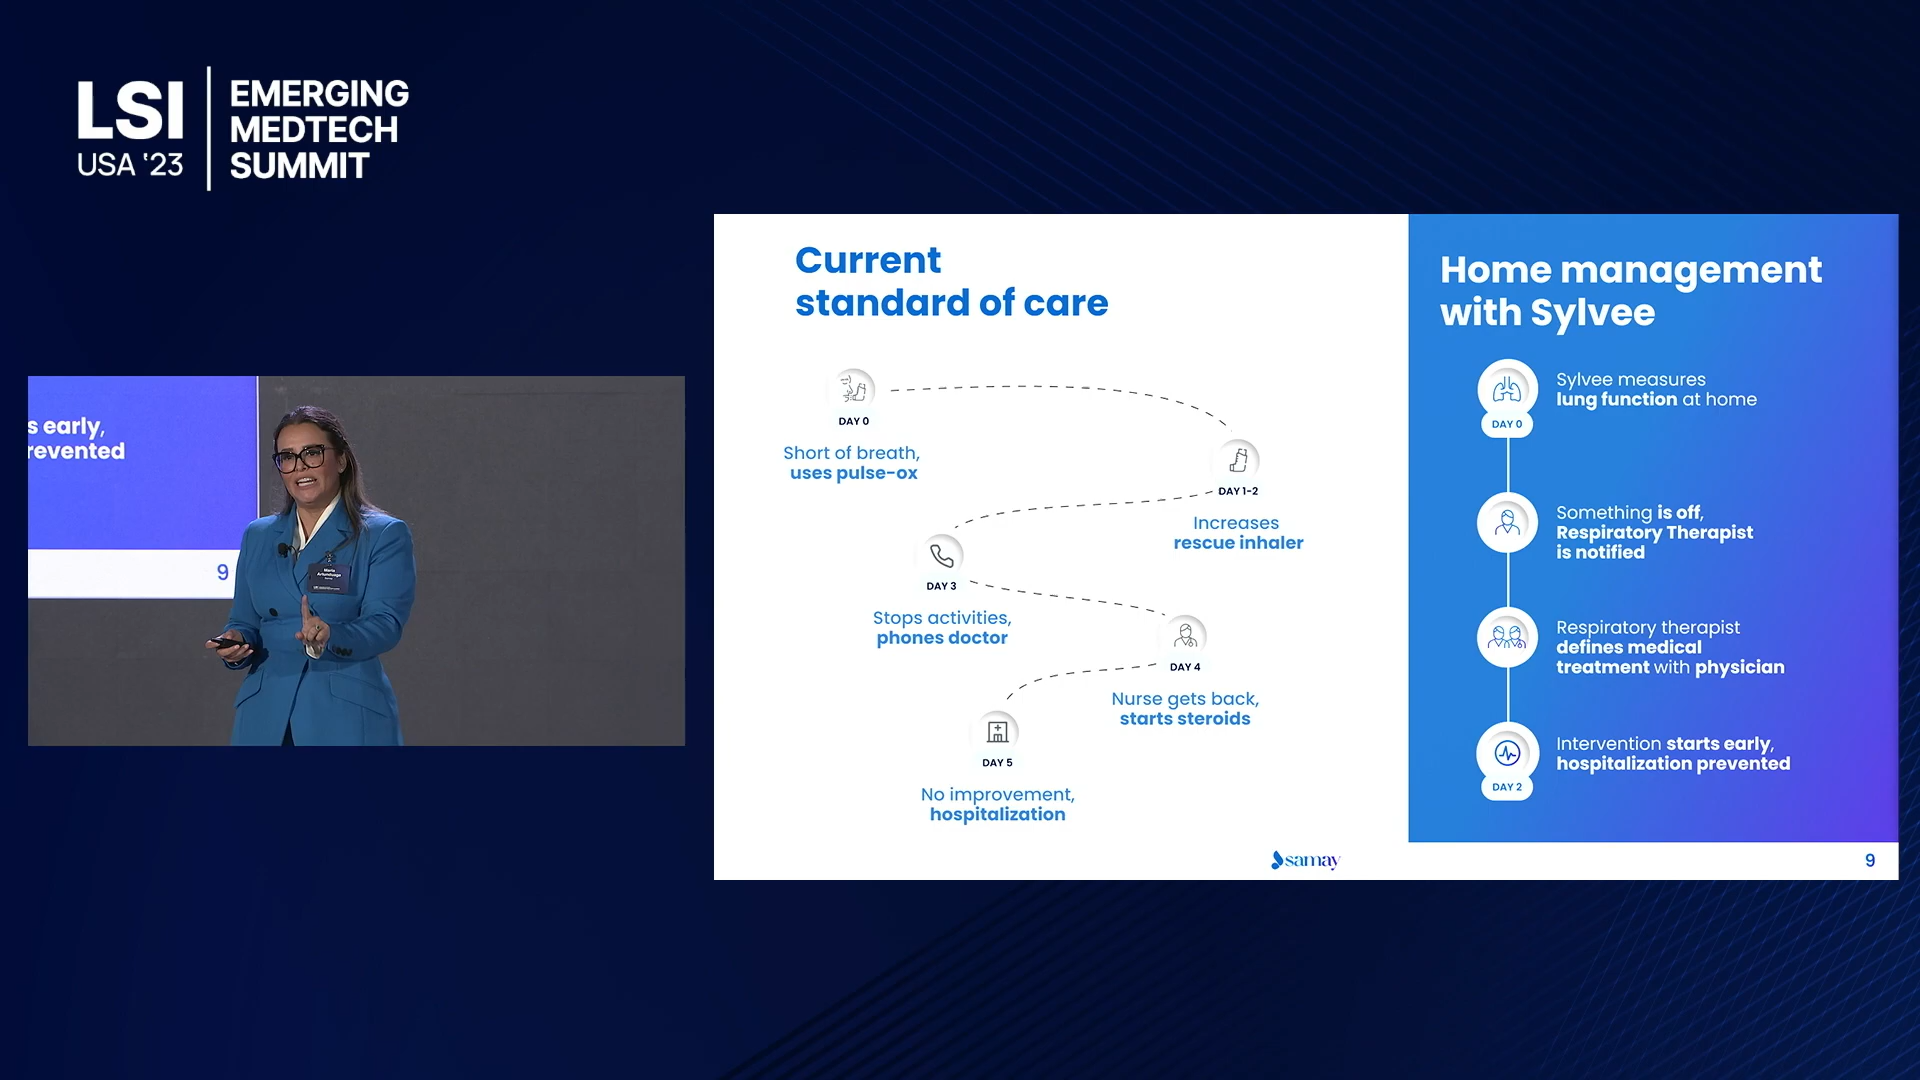 LSI
USA '23
EMERGING
MEDTECH
SUMMIT
s early,
revented
9
Maria
Artunduaga
Current
standard of care
DAY 0
Short of breath,
uses pulse-ox
DAY 1-2
Increases
rescue inhaler
DAY 3
Stops activities,
phones doctor
DAY 4
Nurse gets back,
starts steroids
DAY 5
No improvement,
hospitalization
Home management
with Sylvee
Sylvee measures
lung function at home
DAY 0
Something is off,
Respiratory Therapist
is notified
Respiratory therapist
defines medical
treatment with physician
Intervention starts early,
hospitalization prevented
DAY 2
samay
9